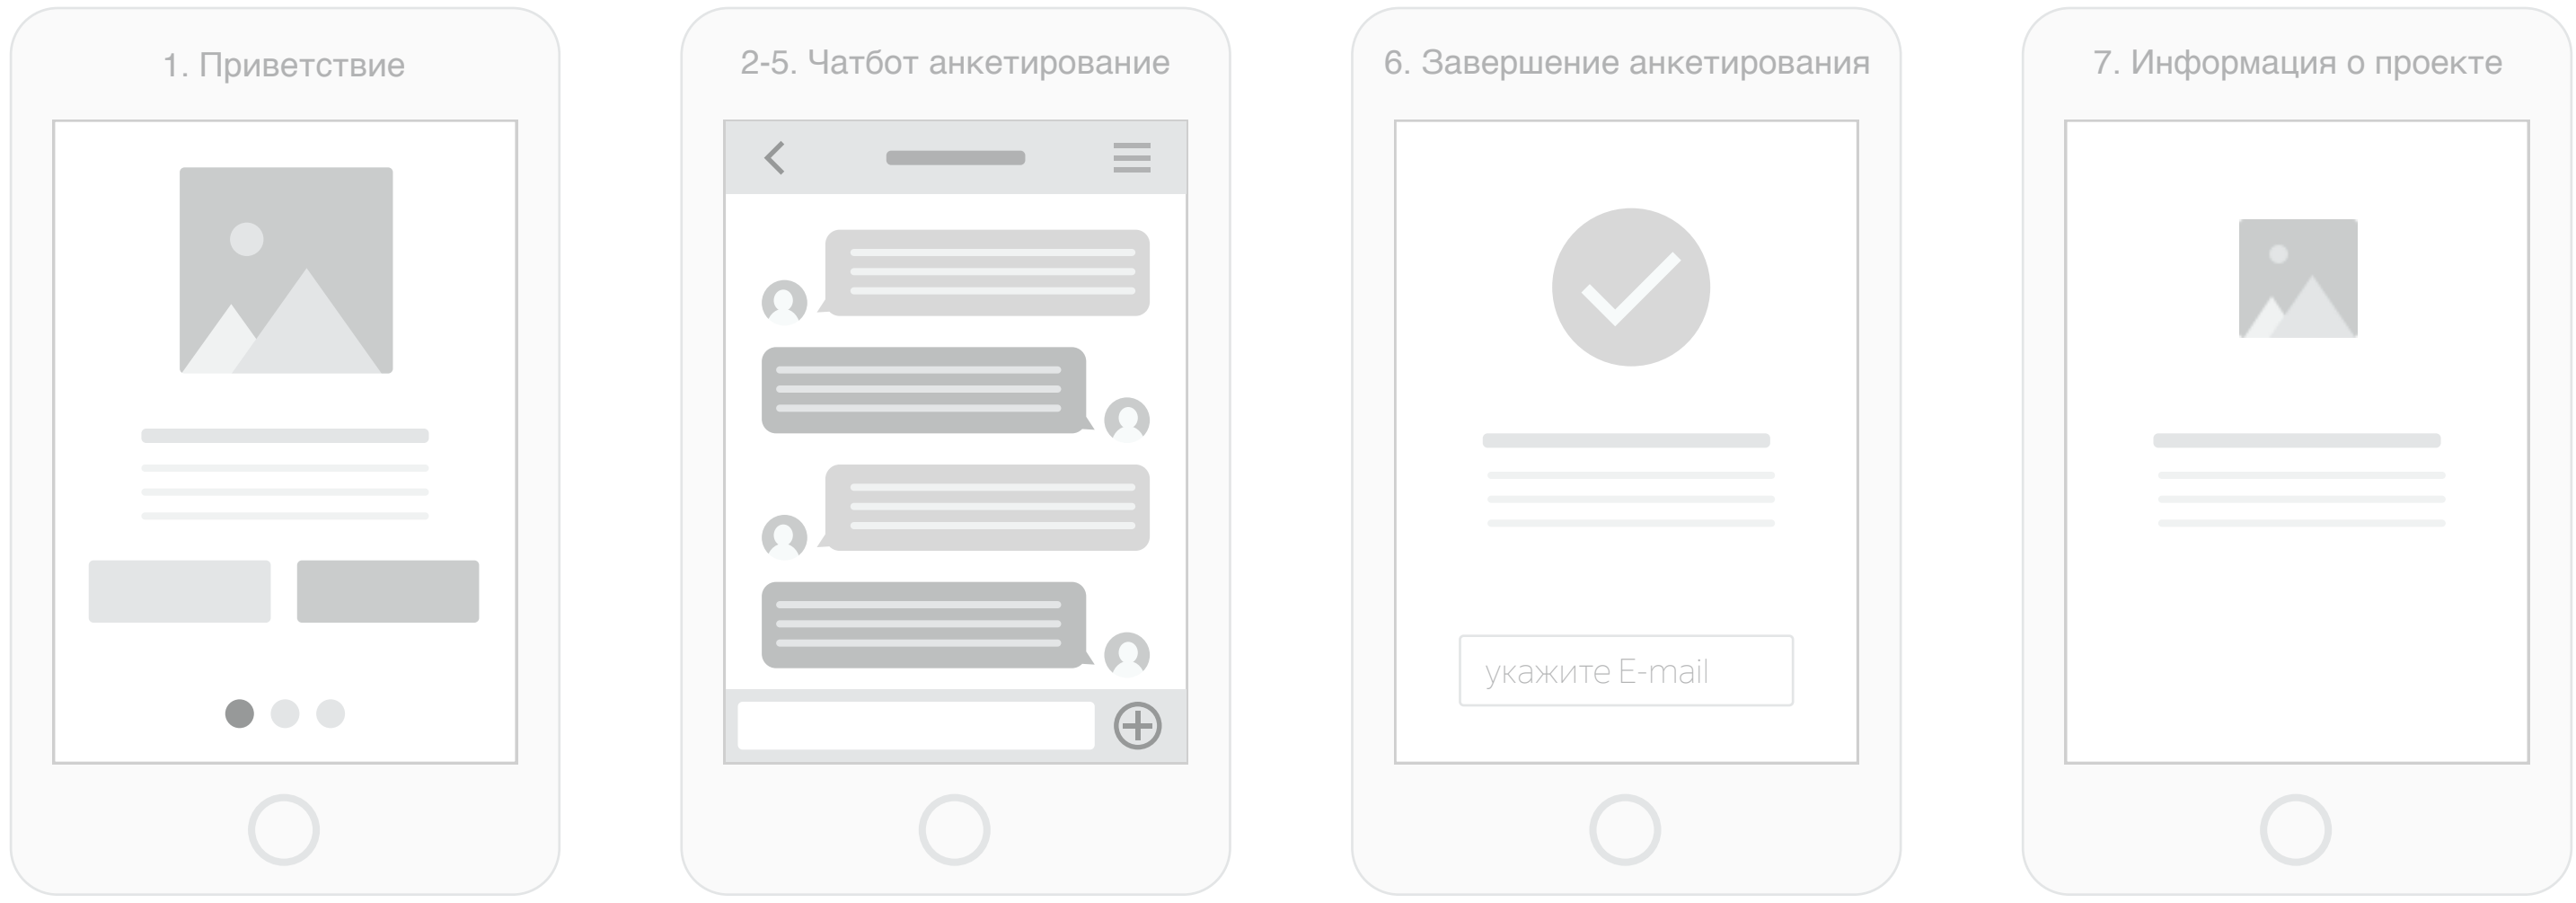 1. Приветствие
2-5. Чатбот анкетирование
6. Завершение анкетирования
7. Информация о проекте
укажите E-mail